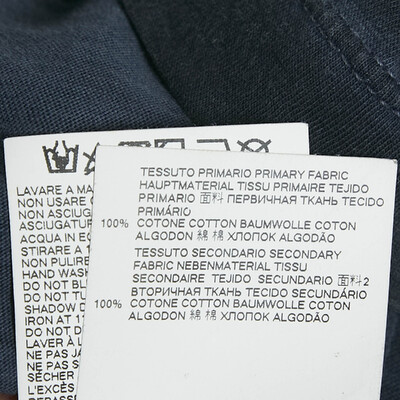 LAVARE A MA
NON USARE
NON ASCIUG
ASCIUGATUR
ACQUA IN EC
STIRARE A 1
NON PULIRE
HAND WASH
DO NOT BL
DO NOT TU
SHADOW D
IRON AT 11
DO NOT D
LAVER À L
NE PAS JA
NE PAS
SÉCHER
L'EXCÈS
REPASSE
TESSUTO PRIMARIO PRIMARY FABRIC
HAUPTMATERIAL TISSU PRIMAIRE TEJIDO
PRIMARIO 面料 ПЕРВИЧНАЯ ТКАНЬ TECIDO
PRIMÁRIO
100% COTONE COTTON BAUMWOLLE COTON
ALGODON 綿 棉 ХЛОПОК ALGODÃO
TESSUTO SECONDARIO SECONDARY
FABRIC NEBENMATERIAL TISSU
SECONDAIRE TEJIDO SECUNDARIO 面料2
ВТОРИЧНАЯ ТКАНЬ TECIDO SECUNDÁRIO
100% COTONE COTTON BAUMWOLLE COTON
ALGODON 綿 棉 ХЛОПОК ALGODÃO